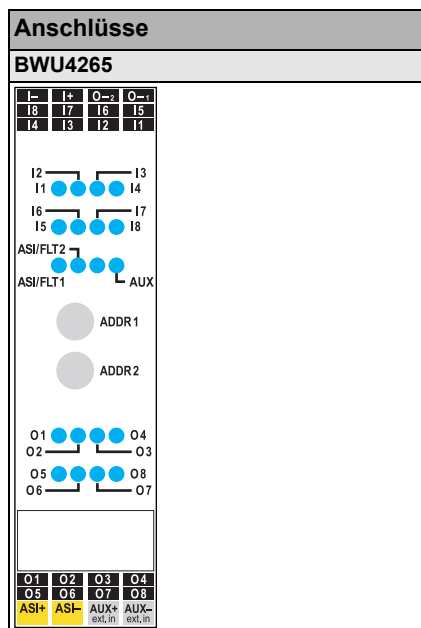 Anschlüsse
BWU4265
I– I+ O–2 O–1
I8 I7 I6 I5
I4 I3 I2 I1
I2 I3
I1 I4
I6 I7
I5 I8
ASI/FLT2
ASI/FLT1 AUX
ADDR1
ADDR2
O1 O4
O2 O3
O5 O8
O6 O7
O1 O2 O3 O4
O5 O6 O7 O8
ASI+ ASI– AUX+ AUX–
ext. in ext. in